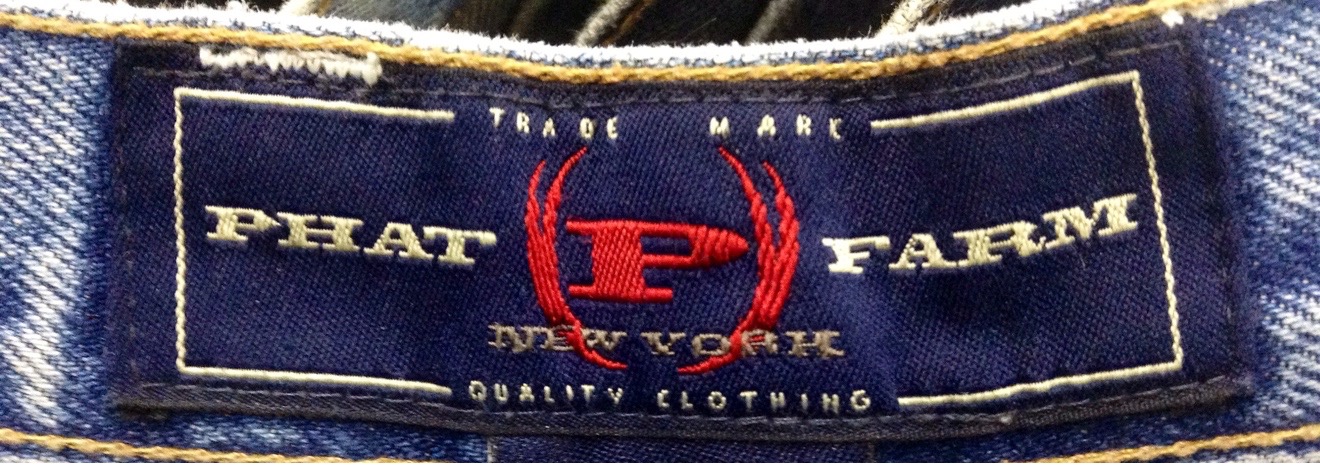 TRADE MARK
PHAT P FARM
NEW YORK
QUALITY CLOTHING